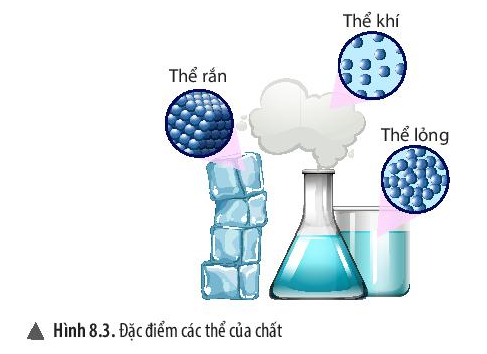 Thể khí
Thể rắn
Thể lỏng
Hình 8.3. Đặc điểm các thể của chất